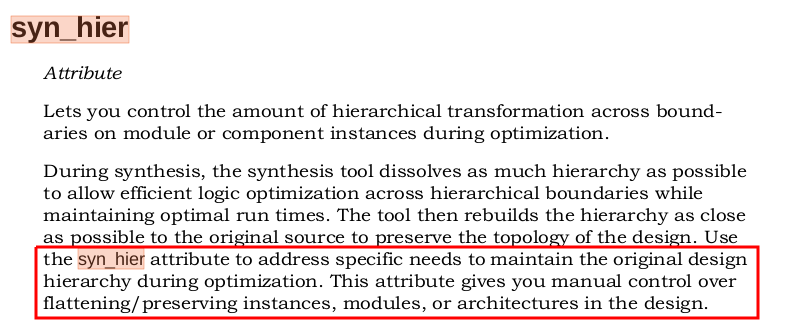 syn_hier
Attribute
Lets you control the amount of hierarchical transformation across bound-
aries on module or component instances during optimization.
During synthesis, the synthesis tool dissolves as much hierarchy as possible
to allow efficient logic optimization across hierarchical boundaries while
maintaining optimal run times. The tool then rebuilds the hierarchy as close
as possible to the original source to preserve the topology of the design. Use
the syn_hier attribute to address specific needs to maintain the original design
hierarchy during optimization. This attribute gives you manual control over
flattening/preserving instances, modules, or architectures in the design.